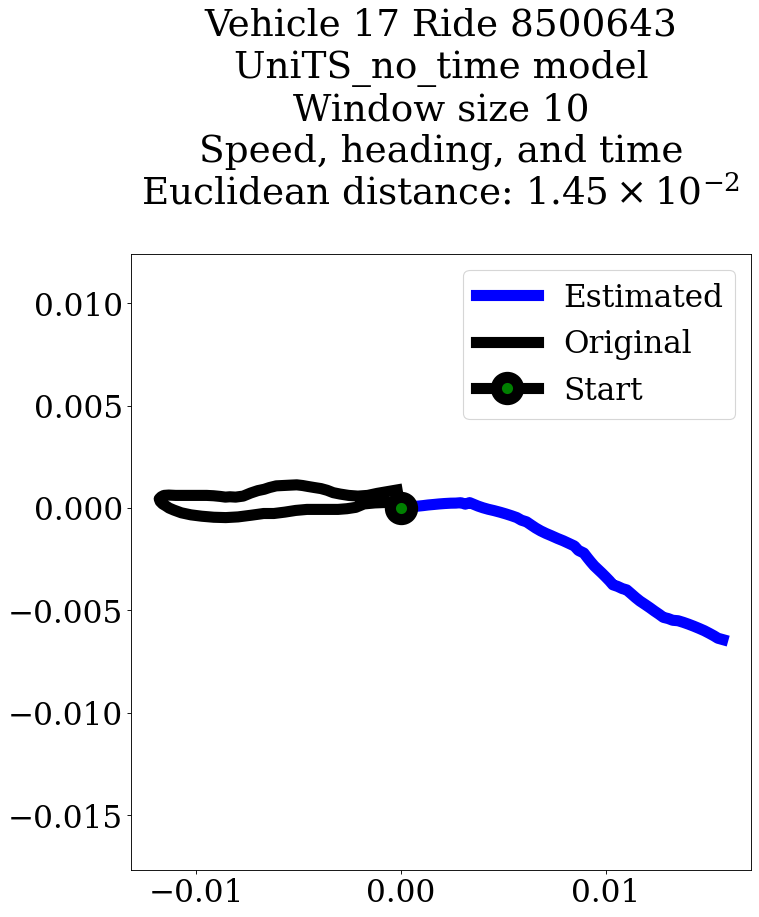 Vehicle 17 Ride 8500643
UniTS_no_time model
Window size 10
Speed, heading, and time
Euclidean distance: 1.45 × 10⁻²
Estimated
Original
Start
0.010
0.005
0.000
−0.005
−0.010
−0.015
−0.01 0.00 0.01